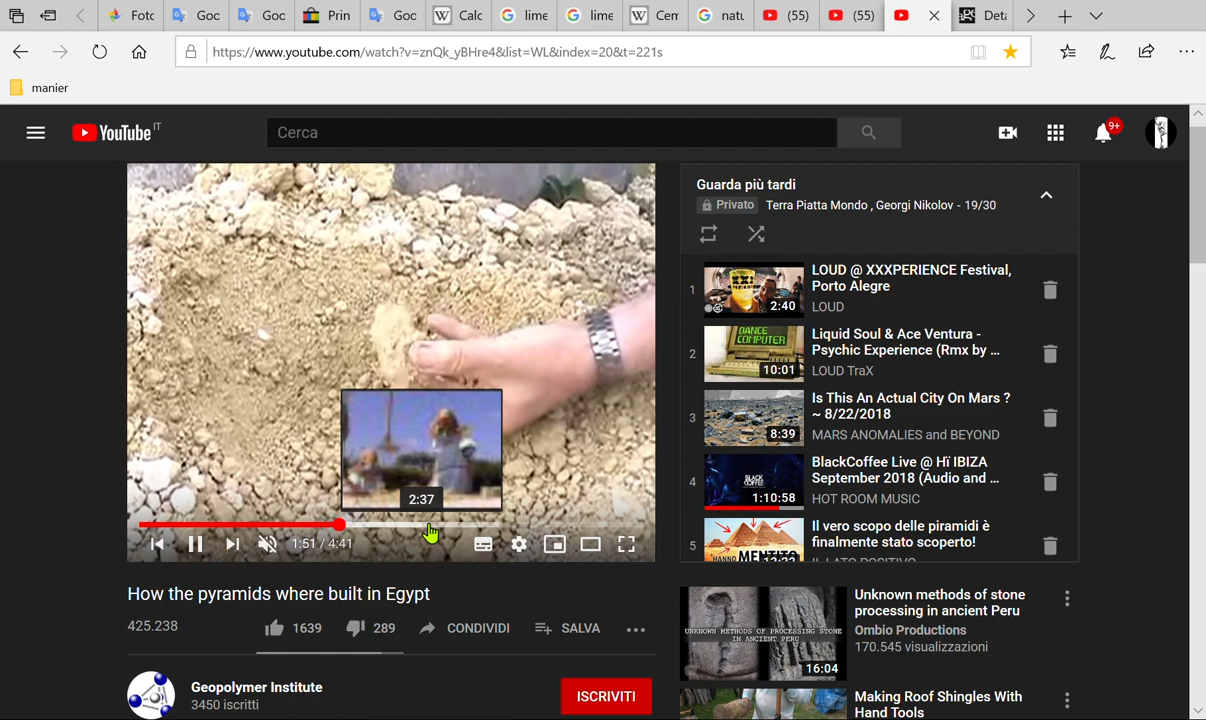 Foto
Goc
Goc
Prin
Goc
Calc
lime
lime
Cem
natu
(55)
(55)
Deta
https://www.youtube.com/watch?v=znQk_yBHre4&list=WL&index=20&t=221s
manier
YouTube IT
Cerca
9+
2:37
1:51 / 4:41
How the pyramids where built in Egypt
425.238
1639
289
CONDIVIDI
SALVA
Geopolymer Institute
3450 iscritti
ISCRIVITI
Guarda più tardi
Privato
Terra Piatta Mondo , Georgi Nikolov - 19/30
1
2:40
LOUD @ XXXPERIENCE Festival,
Porto Alegre
LOUD
2
DANCE
COMPUTER
10:01
Liquid Soul & Ace Ventura -
Psychic Experience (Rmx by ...
LOUD TraX
3
8:39
Is This An Actual City On Mars ?
~ 8/22/2018
MARS ANOMALIES and BEYOND
4
BLACK
COFFEE
1:10:58
BlackCoffee Live @ Hï IBIZA
September 2018 (Audio and ...
HOT ROOM MUSIC
5
HANNO MENTITO
Il vero scopo delle piramidi è
finalmente stato scoperto!
IL LATO POSITIVO
UNKNOWN METHODS OF PROCESSING STONE
IN ANCIENT PERU
16:04
Unknown methods of stone
processing in ancient Peru
Ombio Productions
170.545 visualizzazioni
Making Roof Shingles With
Hand Tools